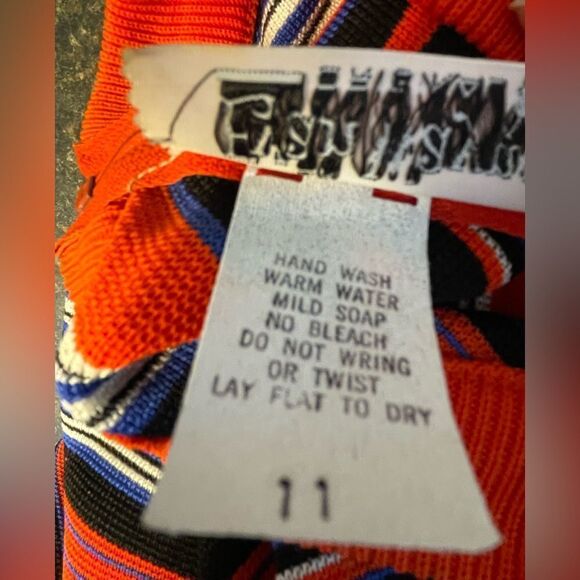 HAND WASH
WARM WATER
MILD SOAP
NO BLEACH
DO NOT WRING
OR TWIST
LAY FLAT TO DRY
11